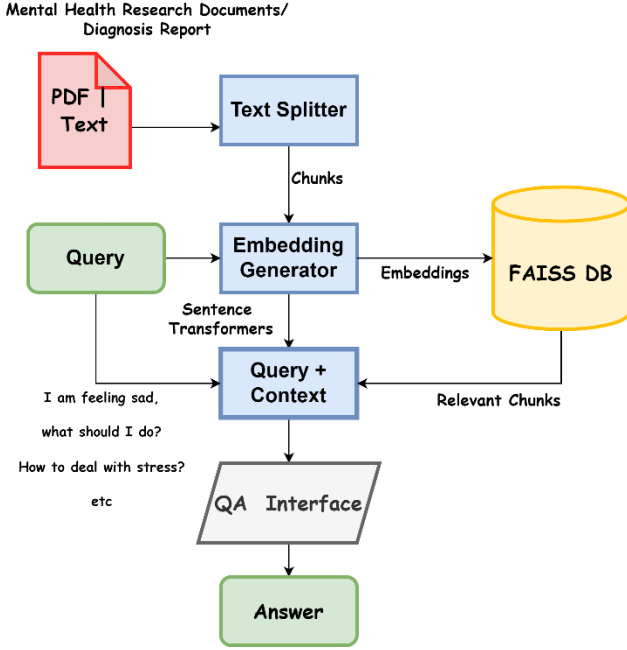 Mental Health Research Documents/
Diagnosis Report
PDF |
Text
Text Splitter
Chunks
Query
Embedding
Generator
Embeddings
FAISS DB
Sentence
Transformers
Query +
Context
Relevant Chunks
I am feeling sad,
what should I do?
How to deal with stress?
etc
QA Interface
Answer